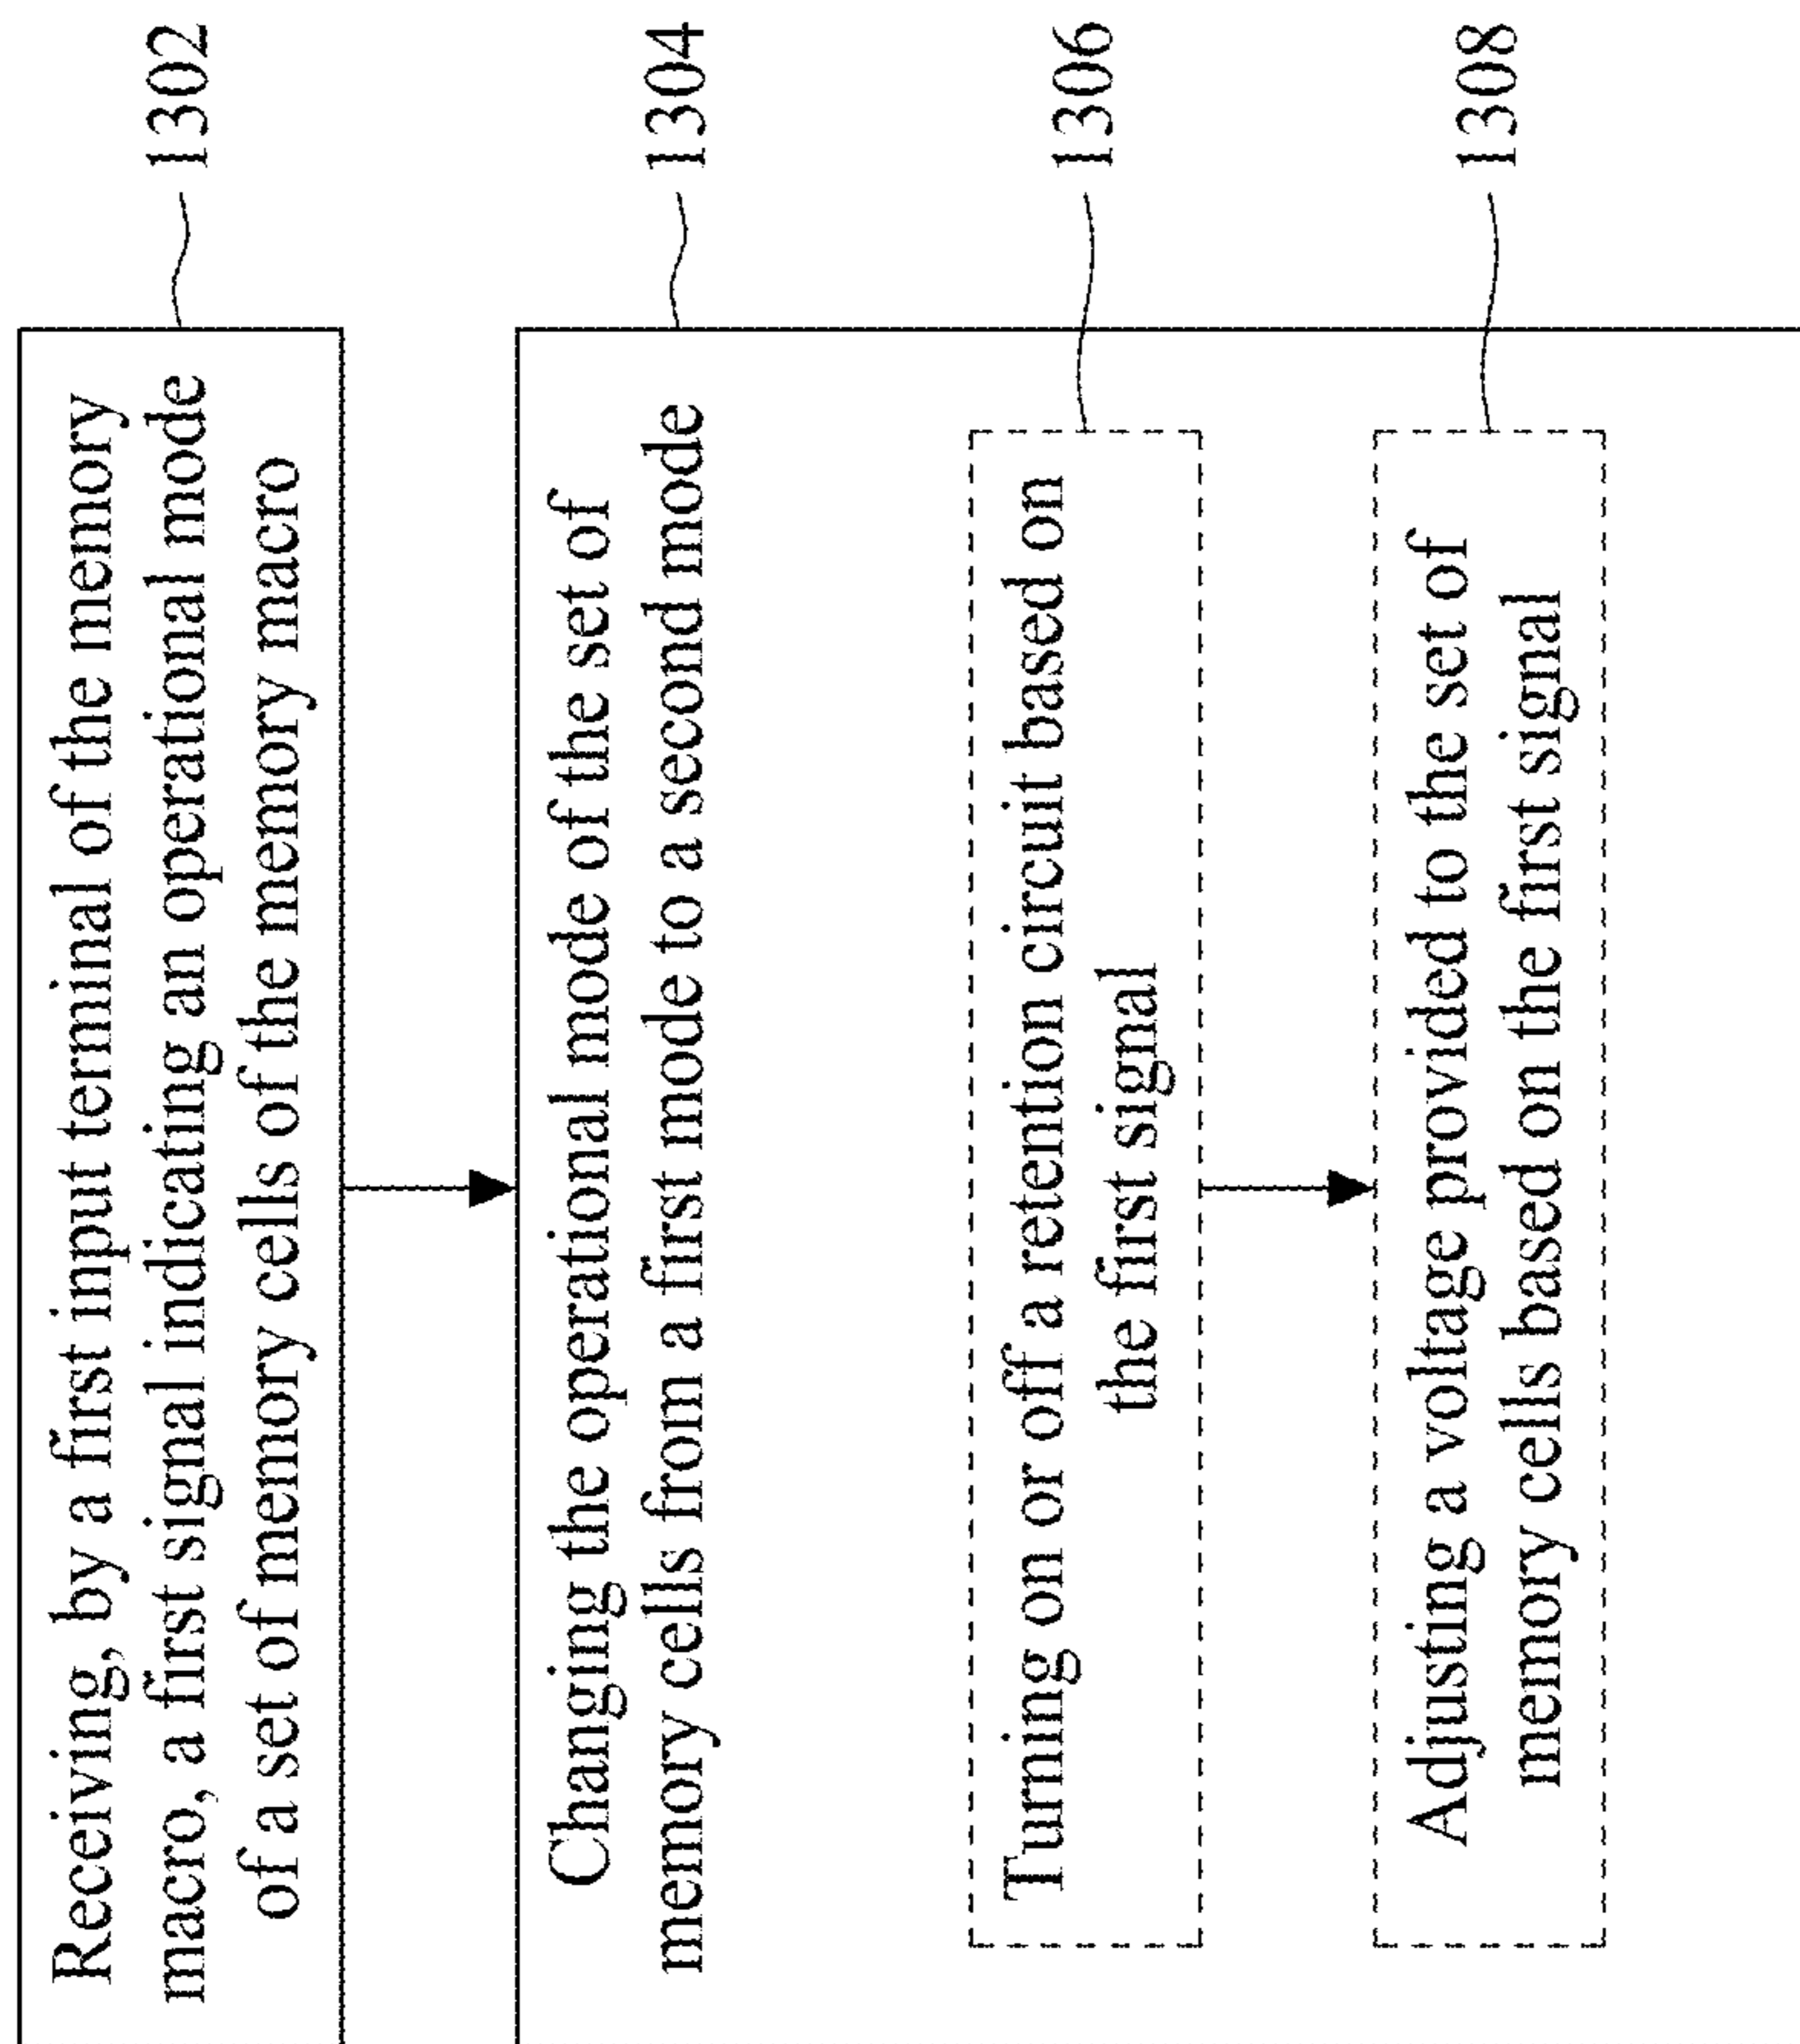 Receiving, by a first input terminal of the memory
macro, a first signal indicating an operational mode
of a set of memory cells of the memory macro
1302
Changing the operational mode of the set of
memory cells from a first mode to a second mode
1304
Turning on or off a retention circuit based on
the first signal
1306
Adjusting a voltage provided to the set of
memory cells based on the first signal
1308